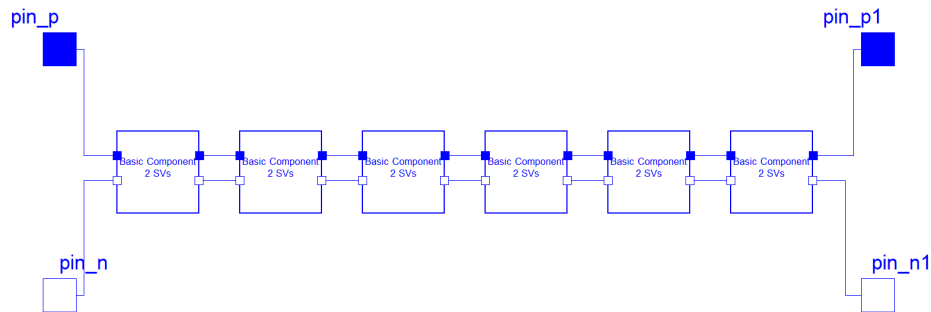 pin_p
pin_p1
Basic Component
2 SVs
Basic Component
2 SVs
Basic Component
2 SVs
Basic Component
2 SVs
Basic Component
2 SVs
Basic Component
2 SVs
pin_n
pin_n1